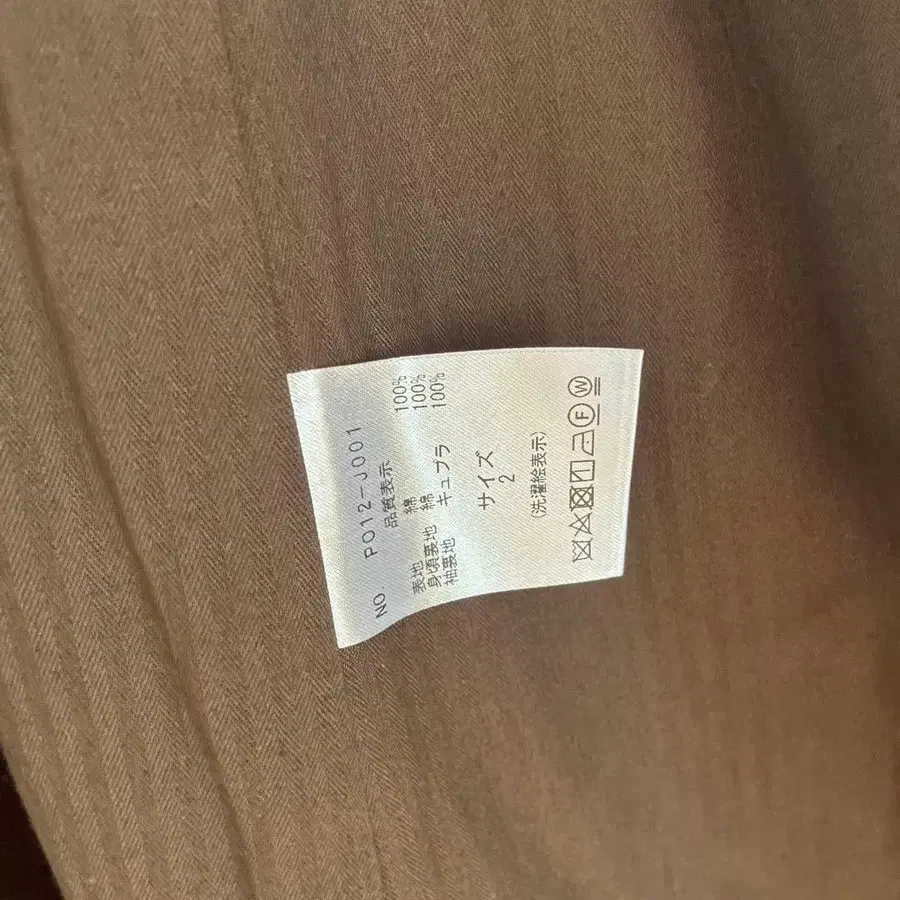 NO. P012-J001
品質表示
表地 綿 100%
身頃裏地 綿 100%
袖裏地 キュプラ 100%
サイズ
2
(洗濯絵表示)
F W